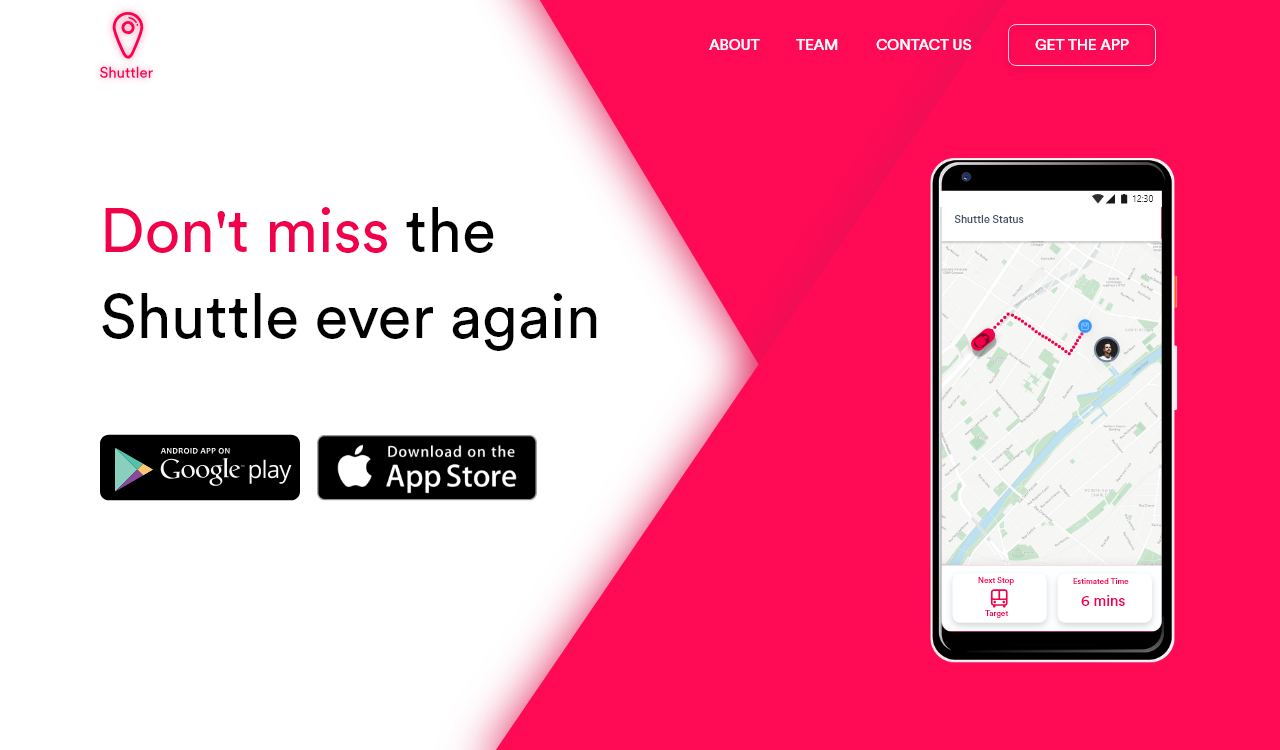 Shuttler
ABOUT
TEAM
CONTACT US
GET THE APP
Don't miss the
Shuttle ever again
ANDROID APP ON
Google play
Download on the
App Store
12:30
Shuttle Status
Next Stop
Target
Estimated Time
6 mins